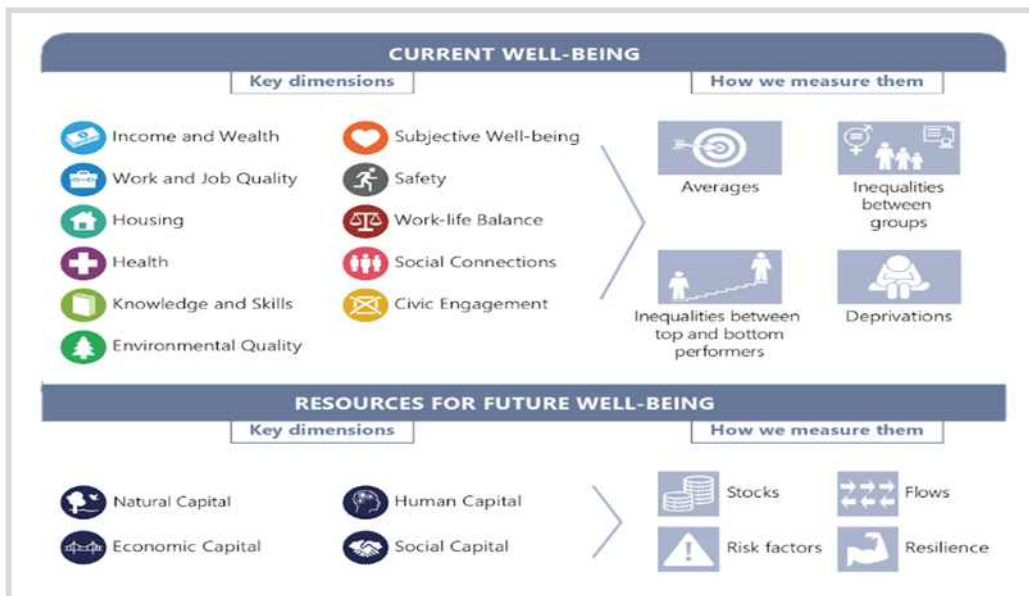 CURRENT WELL-BEING
Key dimensions
How we measure them
Income and Wealth
Subjective Well-being
Work and Job Quality
Safety
Housing
Work-life Balance
Health
Social Connections
Knowledge and Skills
Civic Engagement
Environmental Quality
Averages
Inequalities
between
groups
Inequalities between
top and bottom
performers
Deprivations
RESOURCES FOR FUTURE WELL-BEING
Key dimensions
How we measure them
Natural Capital
Human Capital
Economic Capital
Social Capital
Stocks
Flows
Risk factors
Resilience